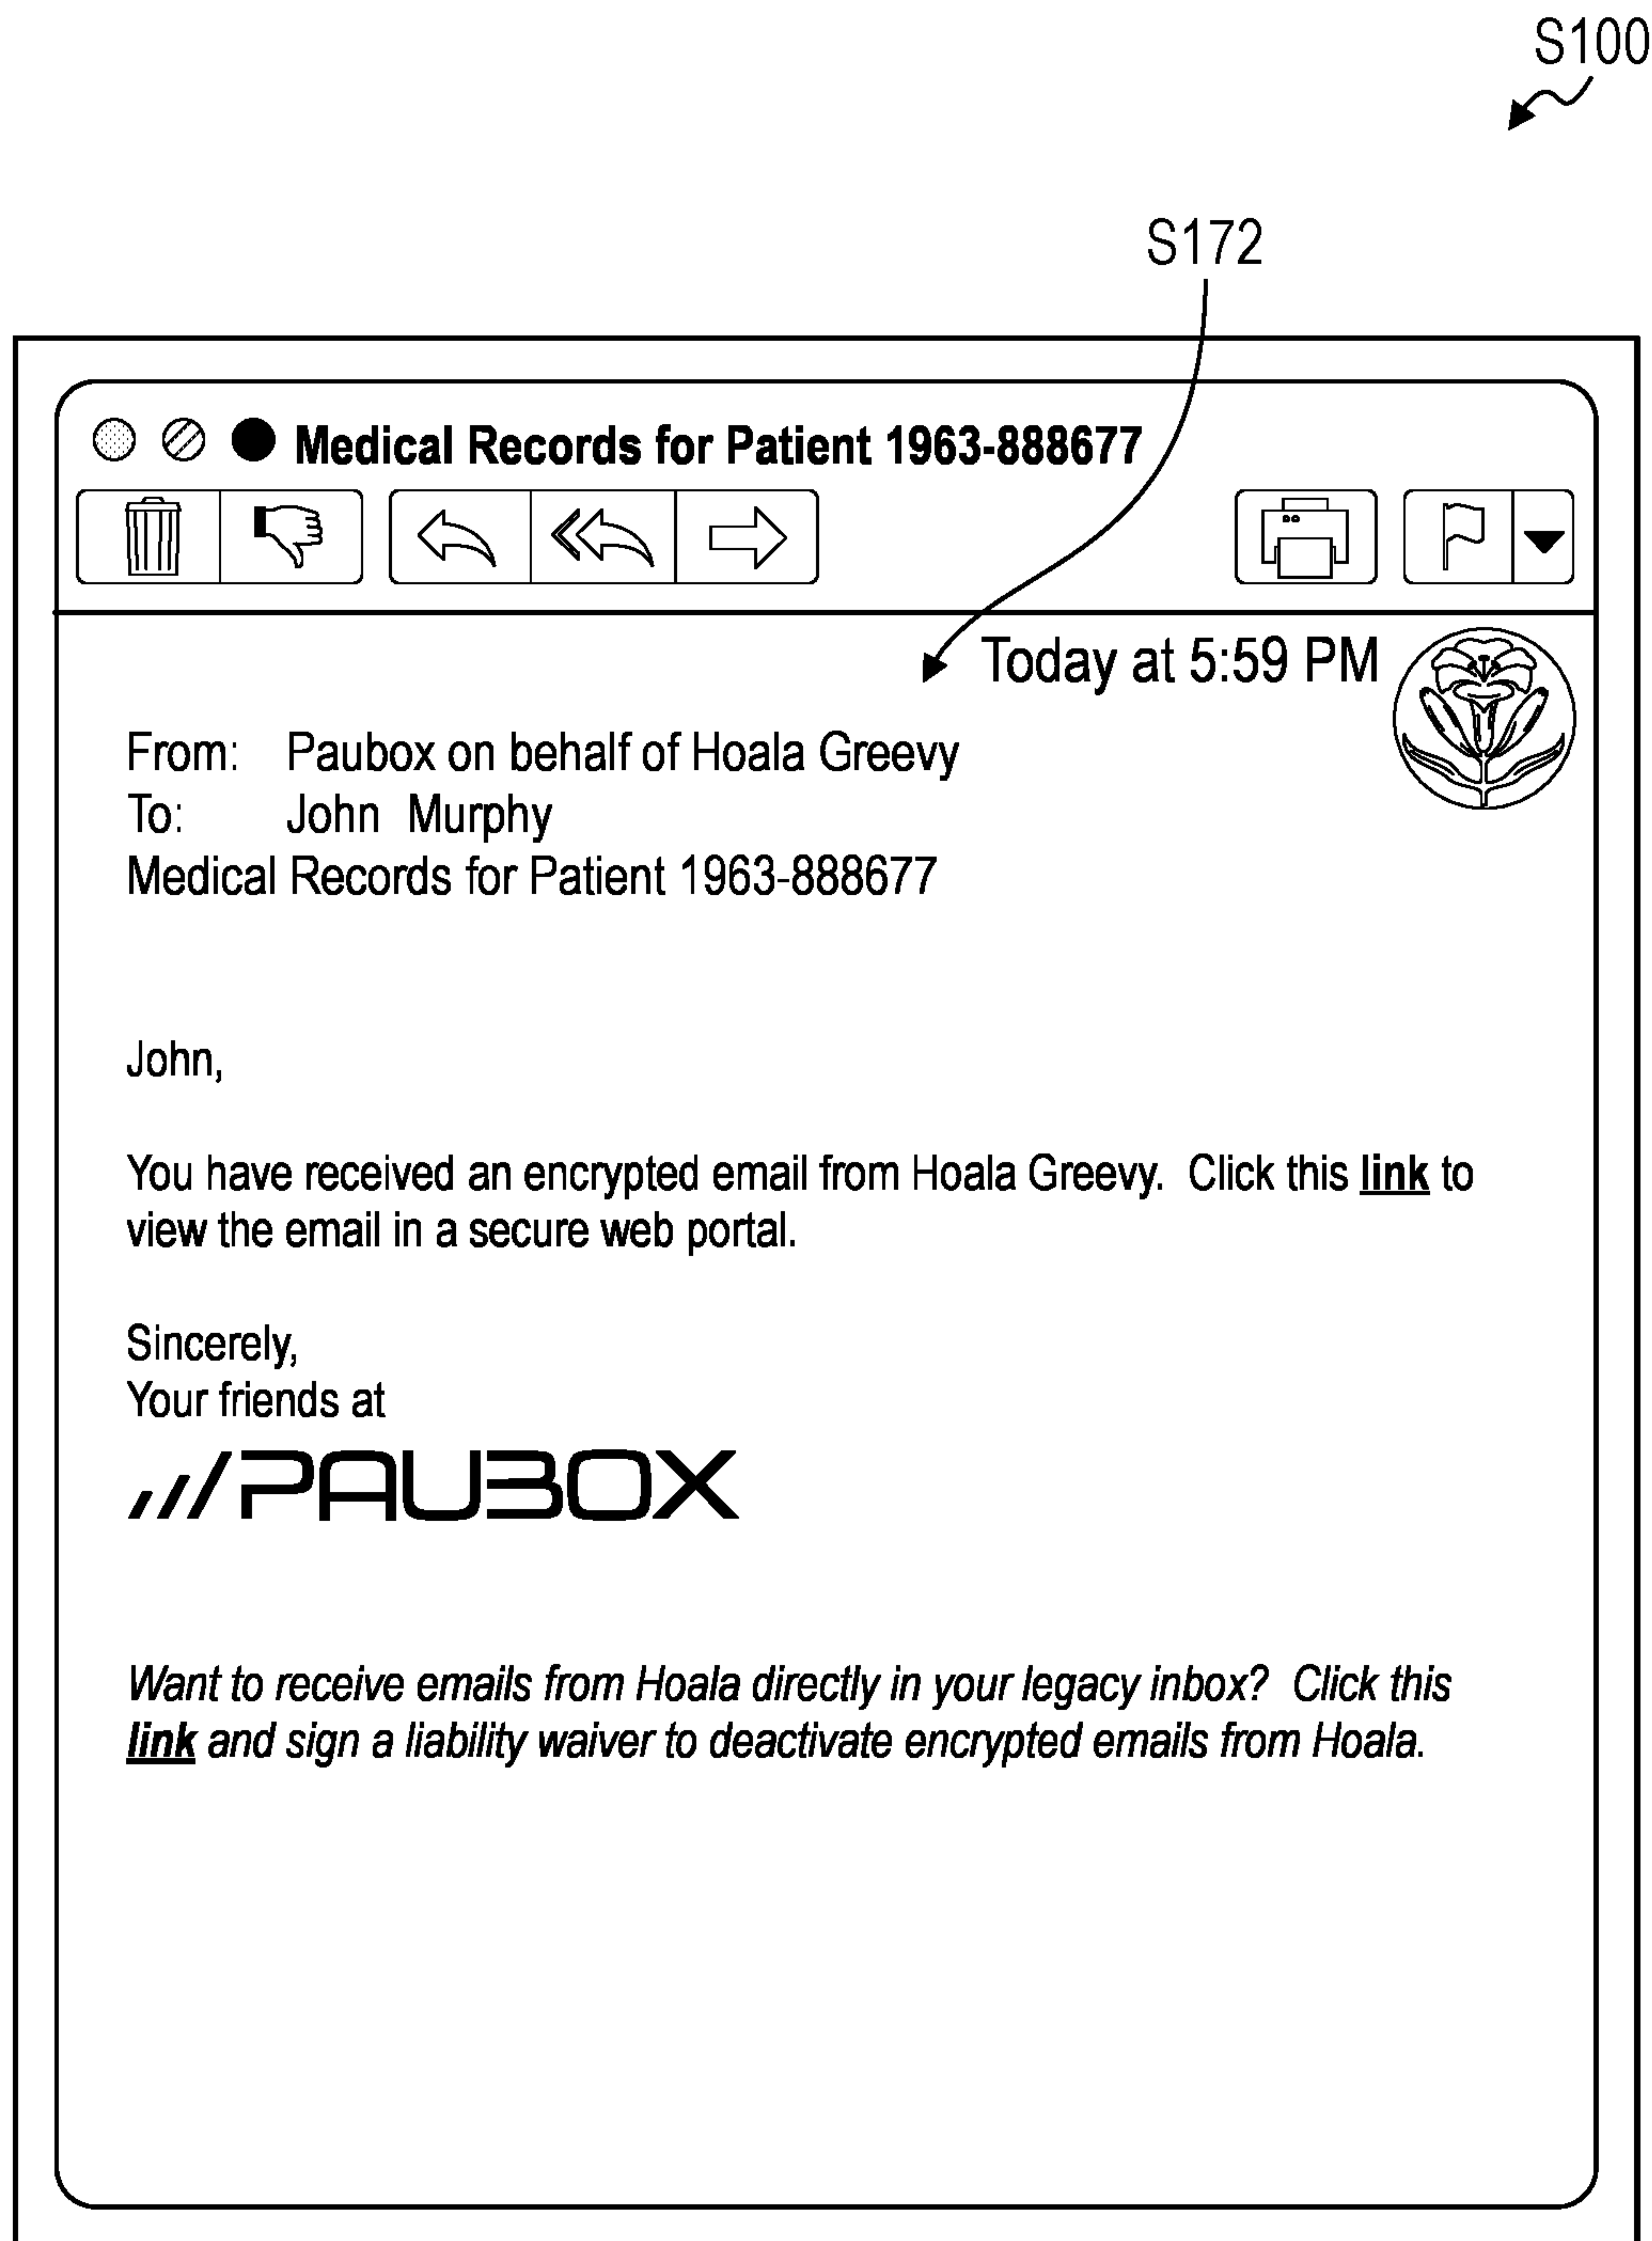 S100
S172
Medical Records for Patient 1963-888677
Today at 5:59 PM
From: Paubox on behalf of Hoala Greevy
To: John Murphy
Medical Records for Patient 1963-888677
John,
You have received an encrypted email from Hoala Greevy. Click this link to
view the email in a secure web portal.
Sincerely,
Your friends at
PAUBOX
Want to receive emails from Hoala directly in your legacy inbox? Click this
link and sign a liability waiver to deactivate encrypted emails from Hoala.